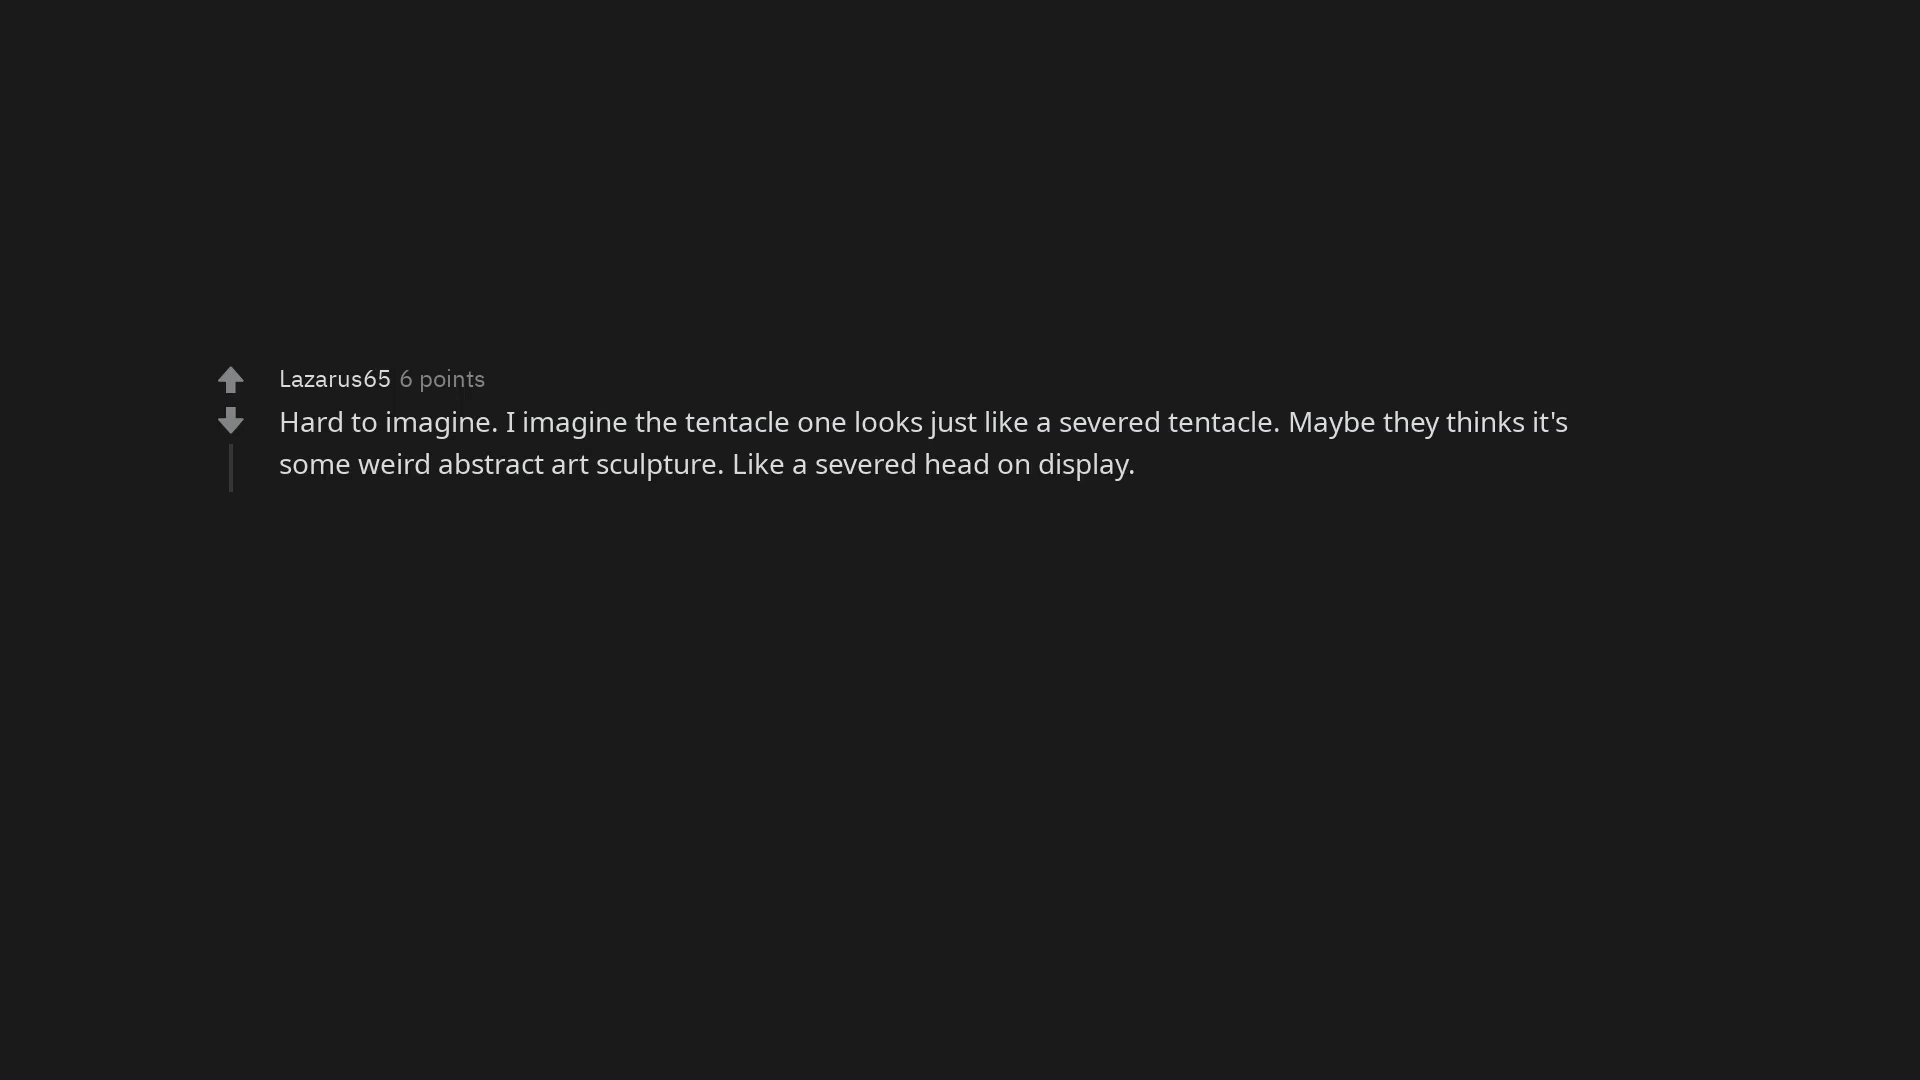 Lazarus65 6 points
Hard to imagine. I imagine the tentacle one looks just like a severed tentacle. Maybe they thinks it's
some weird abstract art sculpture. Like a severed head on display.